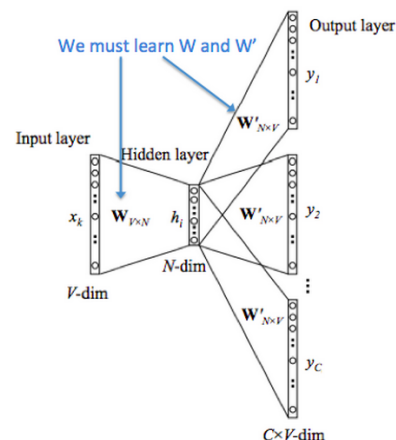 We must learn W and W'
Output layer
y1
W'N×V
Input layer
Hidden layer
xk
WV×N
hi
W'N×V
y2
N-dim
V-dim
W'N×V
yC
C×V-dim